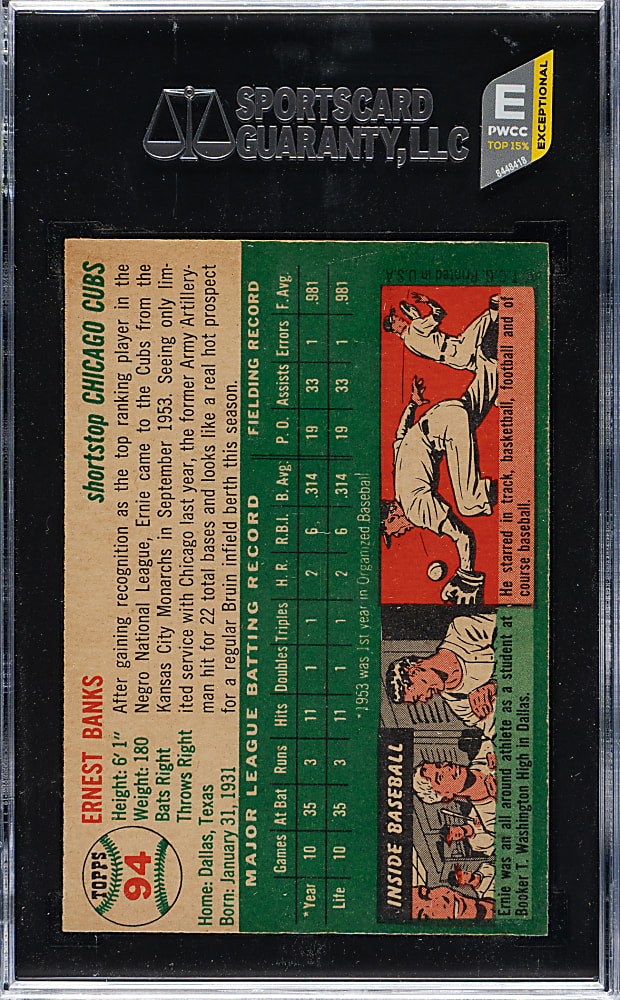 SPORTSCARD
GUARANTY, LLC
E
PWCC
TOP 15%
EXCEPTIONAL
8448418
TOPPS
94
ERNEST BANKS
shortstop CHICAGO CUBS
Height: 6' 1"
Weight: 180
Bats Right
Throws Right
Home: Dallas, Texas
Born: January 31, 1931
After gaining recognition as the top ranking player in the
Negro National League, Ernie came to the Cubs from the
Kansas City Monarchs in September 1953. Seeing only lim-
ited service with Chicago last year, the former Army Artillery-
man hit for 22 total bases and looks like a real hot prospect
for a regular Bruin infield berth this season.
MAJOR LEAGUE BATTING RECORD FIELDING RECORD
Games At Bat Runs Hits Doubles Triples H. R. R.B.I. B. Avg. P. O. Assists Errors F. Avg.
*Year 10 35 3 11 1 1 2 6 .314 19 33 1 .981
Life 10 35 3 11 1 1 2 6 .314 19 33 1 .981
*1953 was 1st year in Organized Baseball
INSIDE BASEBALL
Ernie was an all around athlete as a student at
Booker T. Washington High in Dallas.
He starred in track, basketball, football and of
course baseball.
T.C.G. Printed in U.S.A.